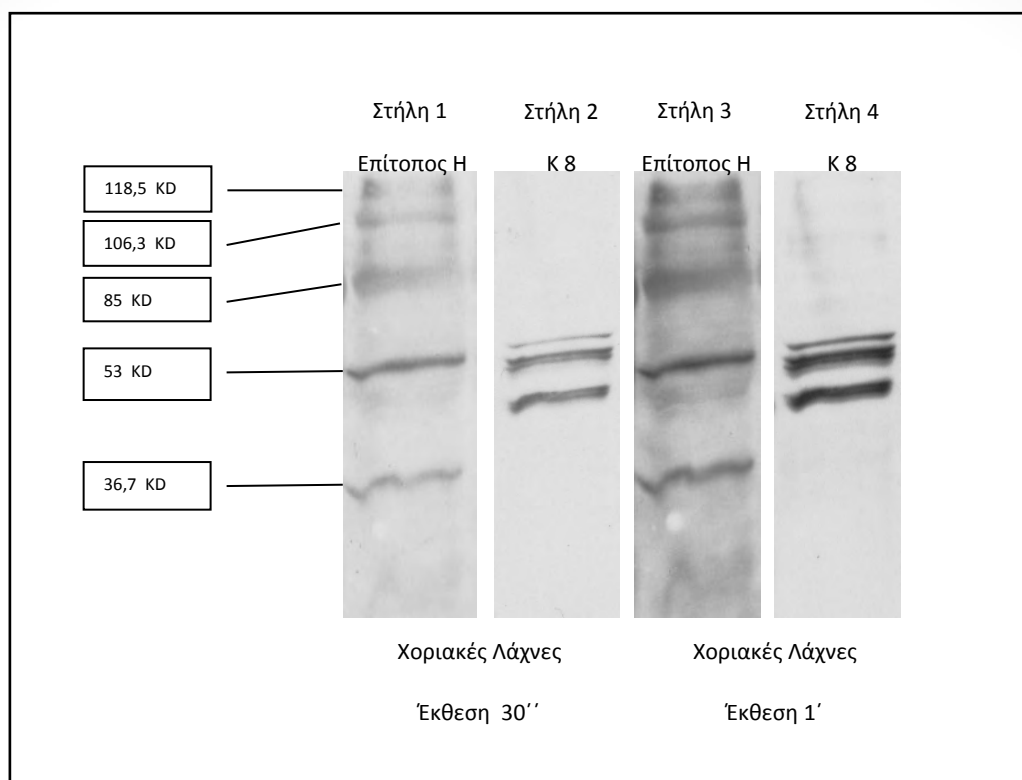 Στήλη 1 Στήλη 2 Στήλη 3 Στήλη 4
Επίτοπος Η Κ 8 Επίτοπος Η Κ 8
118,5 KD
106,3 KD
85 KD
53 KD
36,7 KD
Χοριακές Λάχνες Χοριακές Λάχνες
Έκθεση 30΄΄ Έκθεση 1΄